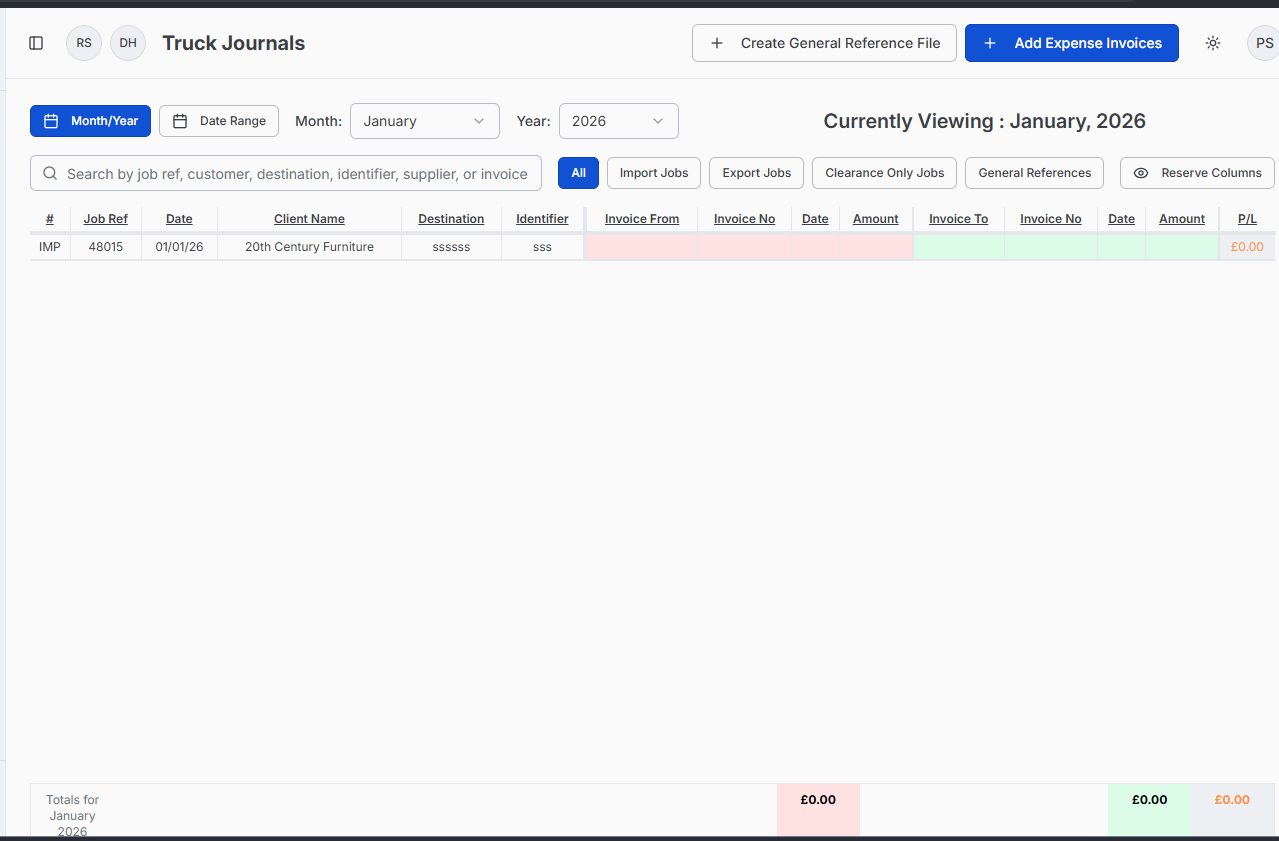 RS DH Truck Journals Create General Reference File Add Expense Invoices PS
Month/Year Date Range Month: January Year: 2026 Currently Viewing : January, 2026
Search by job ref, customer, destination, identifier, supplier, or invoice All Import Jobs Export Jobs Clearance Only Jobs General References Reserve Columns
# Job Ref Date Client Name Destination Identifier Invoice From Invoice No Date Amount Invoice To Invoice No Date Amount P/L
IMP 48015 01/01/26 20th Century Furniture ssssss sss £0.00
Totals for £0.00 £0.00 £0.00
January
2026